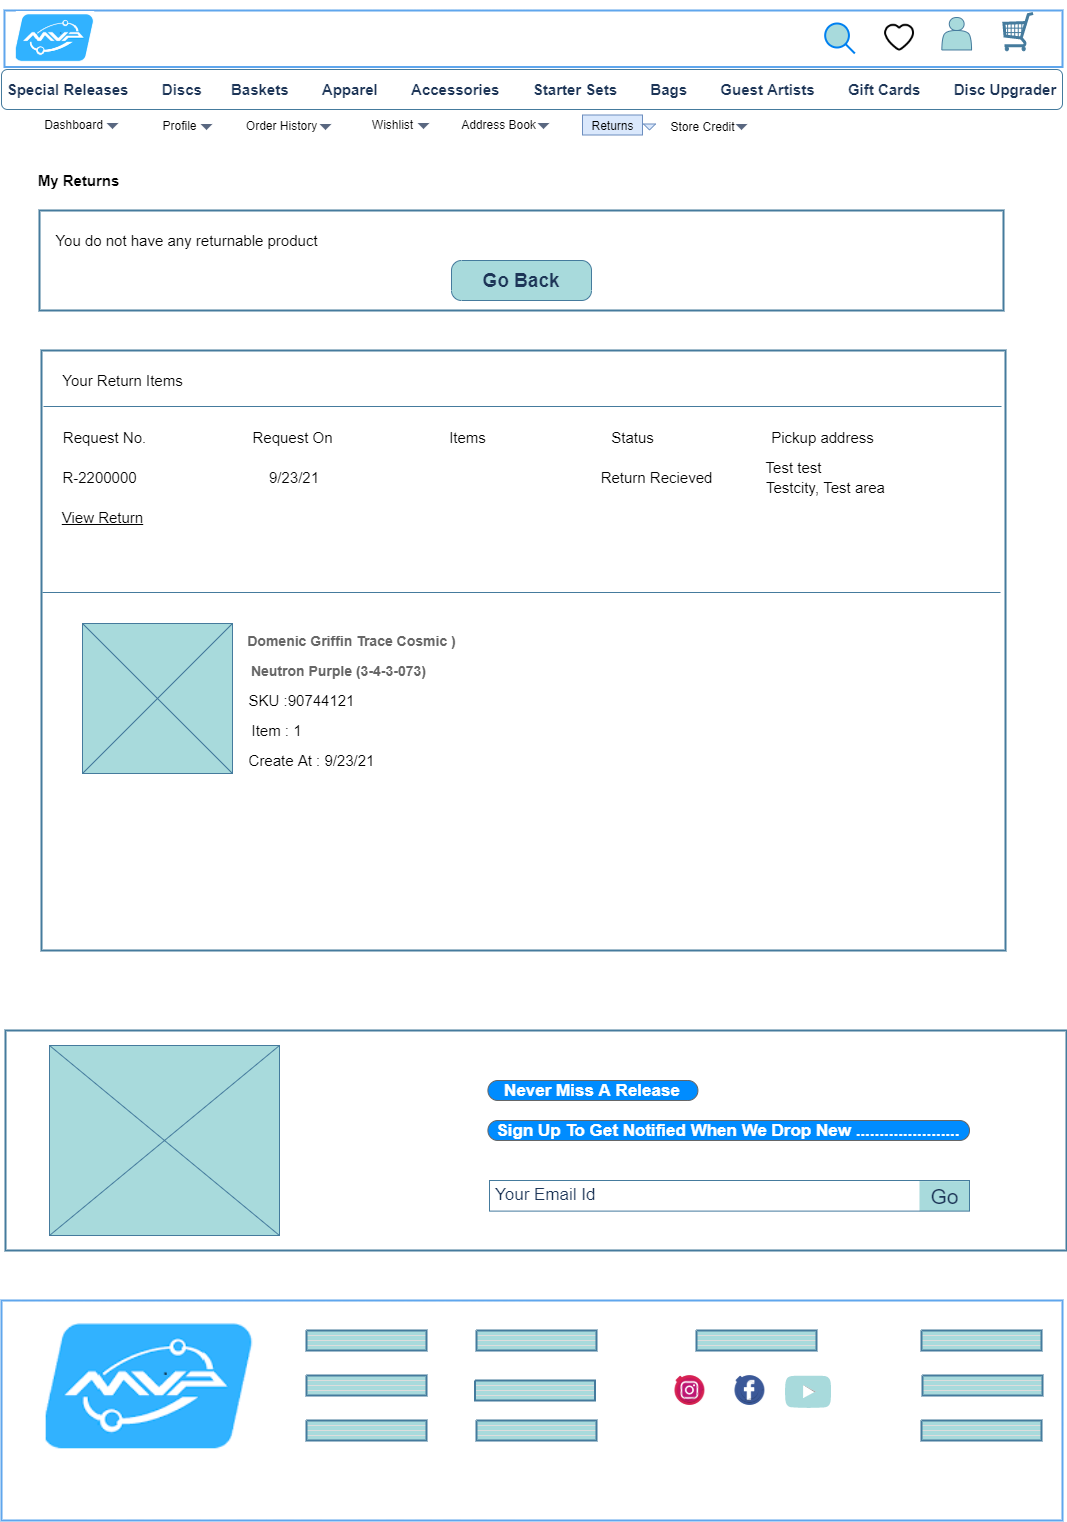 MVP
Special Releases Discs Baskets Apparel Accessories Starter Sets Bags Guest Artists Gift Cards Disc Upgrader
Dashboard Profile Order History Wishlist Address Book Returns Store Credit
My Returns
You do not have any returnable product
Go Back
Your Return Items
Request No. Request On Items Status Pickup address
R-2200000 9/23/21 Return Recieved Test test
Testcity, Test area
View Return
Domenic Griffin Trace Cosmic )
Neutron Purple (3-4-3-073)
SKU :90744121
Item : 1
Create At : 9/23/21
Never Miss A Release
Sign Up To Get Notified When We Drop New ......................
Your Email Id Go
MVP